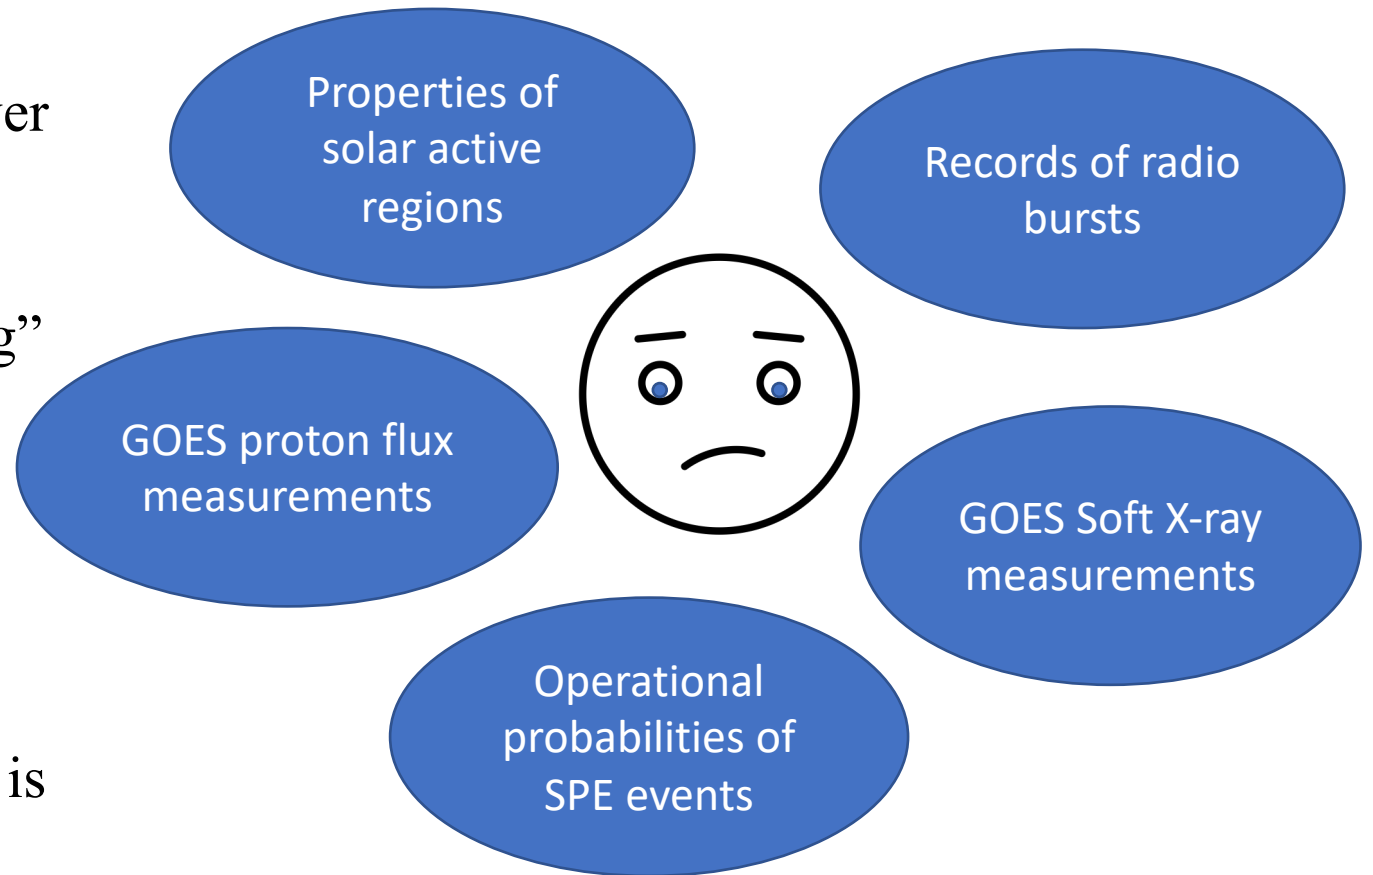 Properties of
solar active
regions
Records of radio
bursts
GOES proton flux
measurements
GOES Soft X-ray
measurements
Operational
probabilities of
SPE events
is